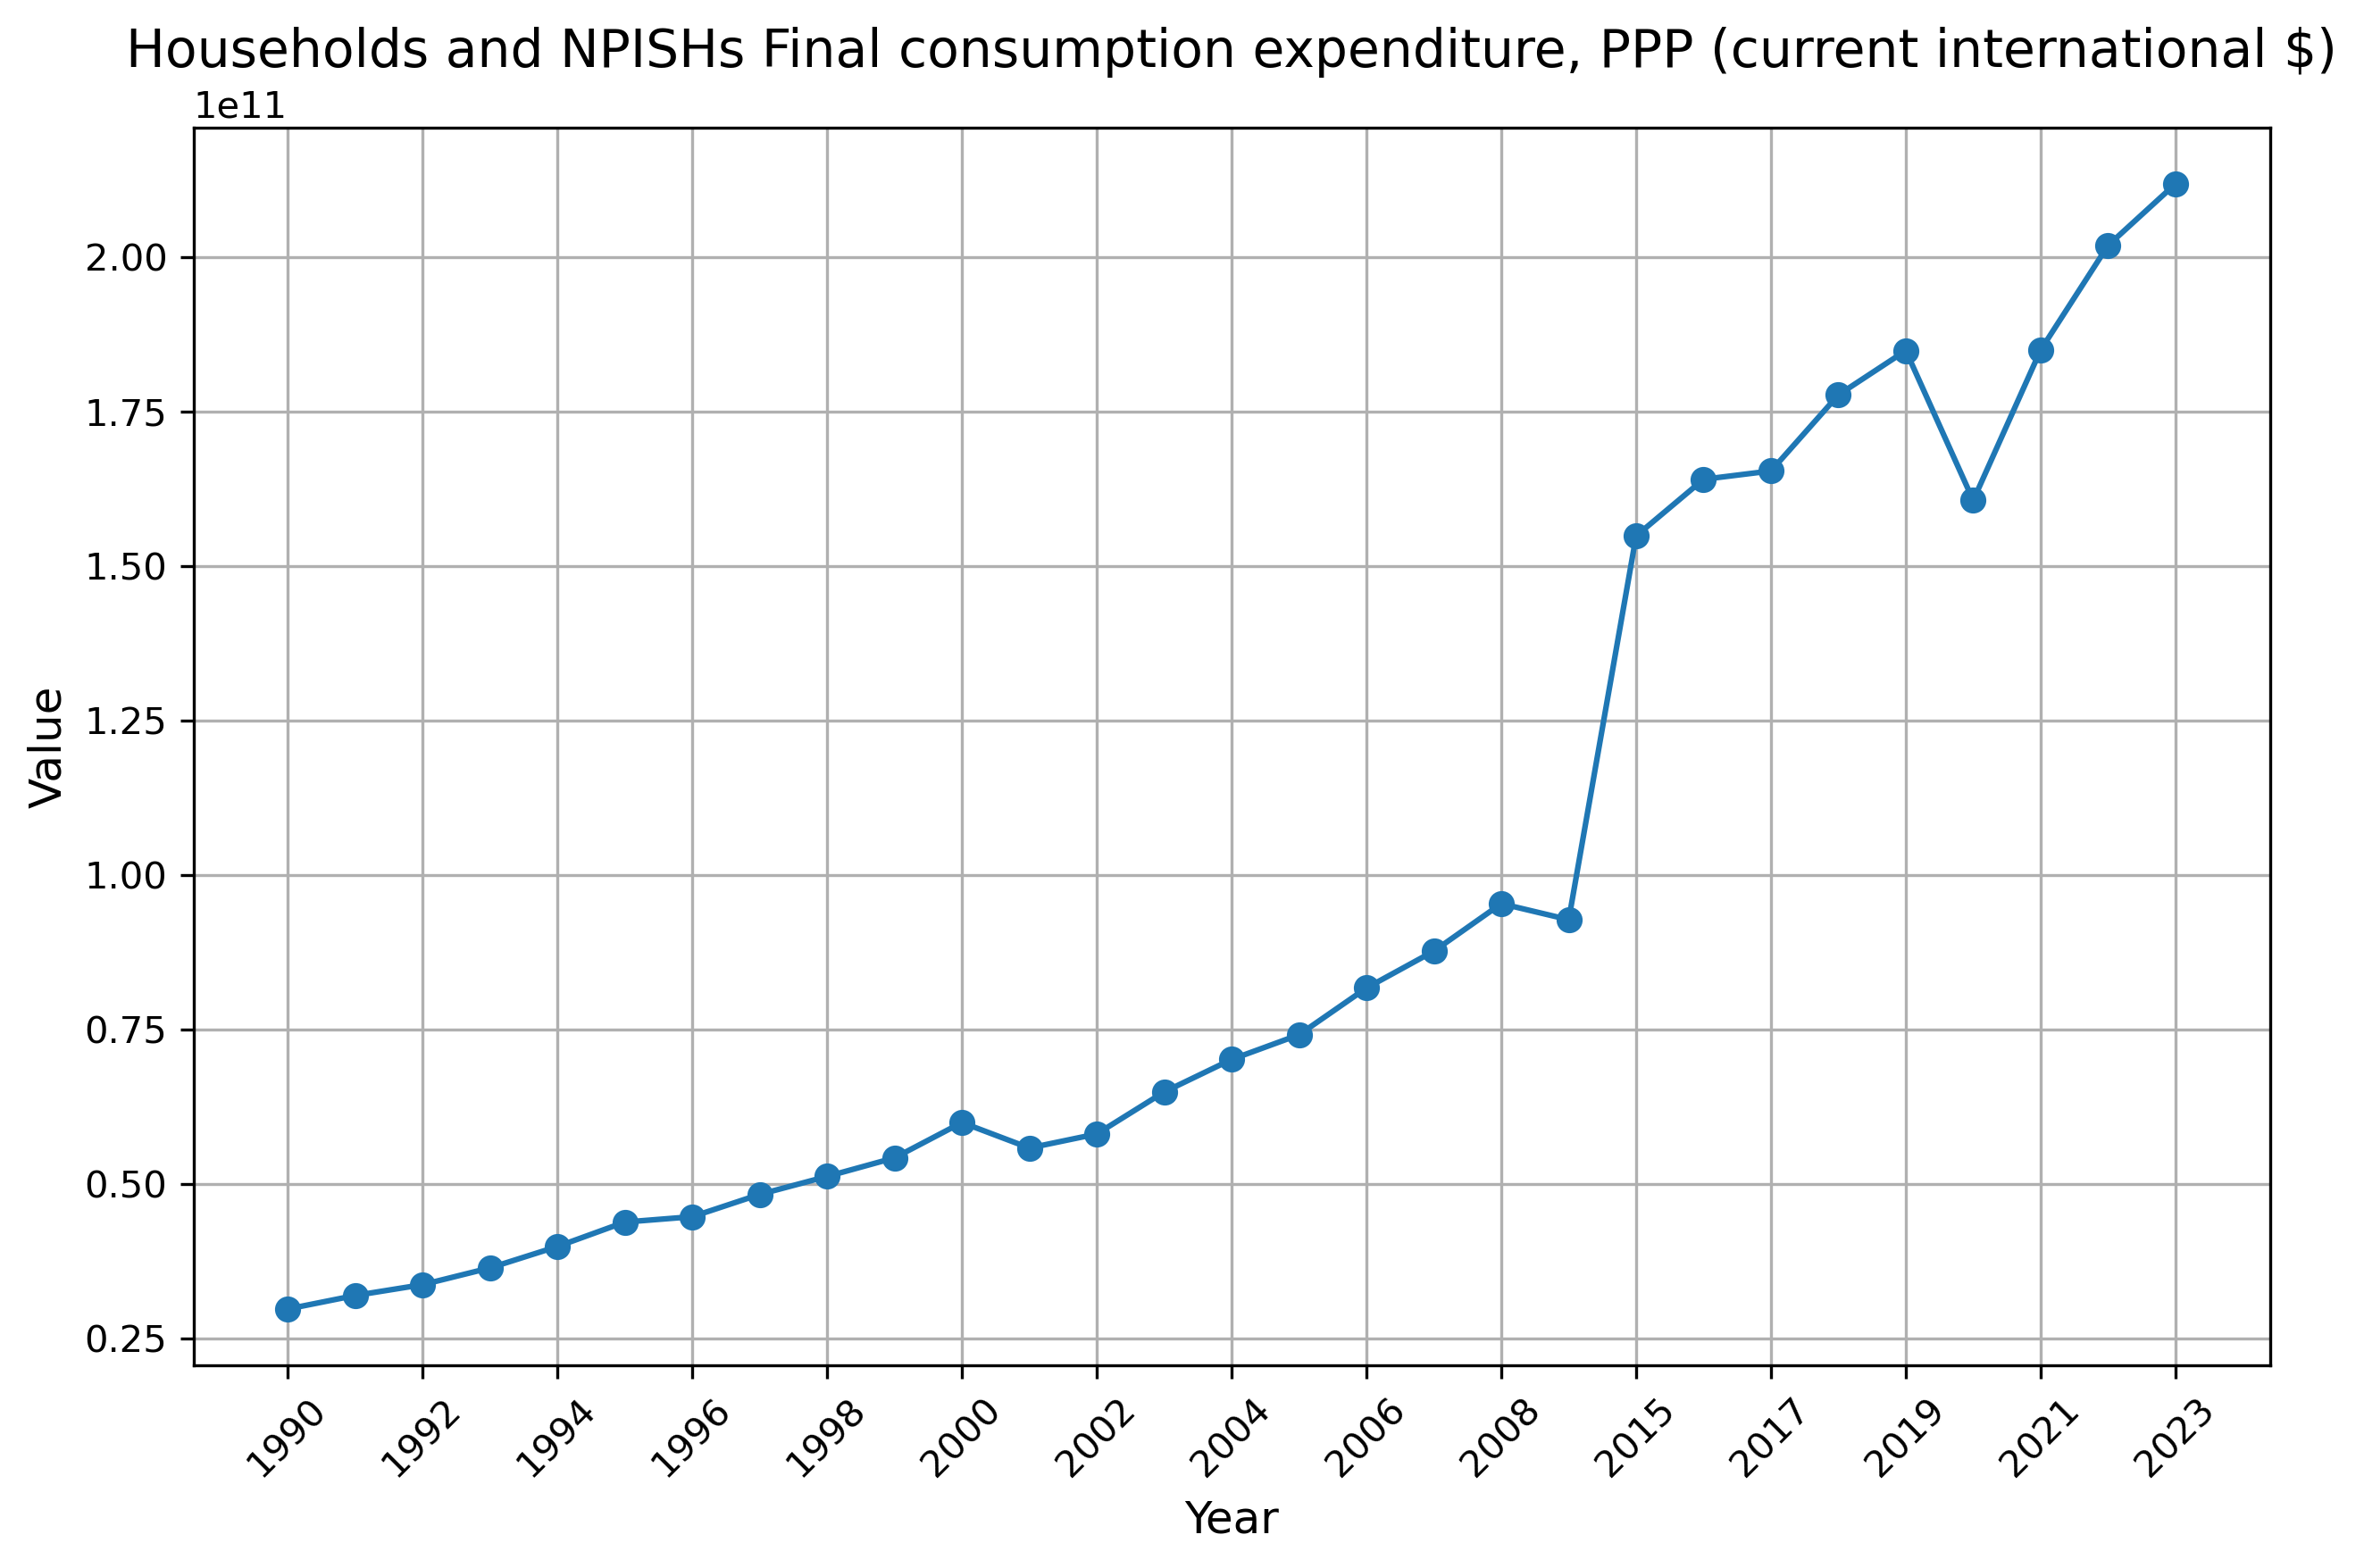 Households and NPISHs Final consumption expenditure, PPP (current international $)
1e11
2.00
1.75
1.50
1.25
1.00
0.75
0.50
0.25
Value
1990 1992 1994 1996 1998 2000 2002 2004 2006 2008 2015 2017 2019 2021 2023
Year